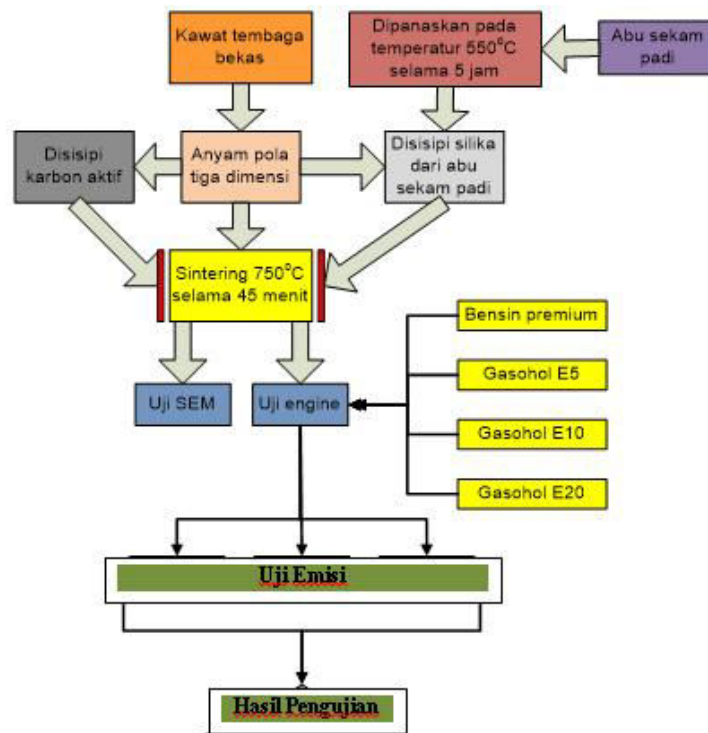 Kawat tembaga
bekas
Dipanaskan pada
temperatur 550°C
selama 5 jam
Abu sekam
padi
Disisipi
karbon aktif
Anyam pola
tiga dimensi
Disisipi silika
dari abu
sekam padi
Sintering 750°C
selama 45 menit
Bensin premium
Gasohol E5
Uji SEM
Uji engine
Gasohol E10
Gasohol E20
Uji Emisi
Hasil Pengujian